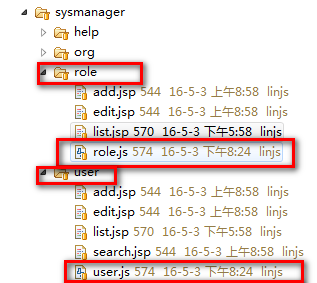 sysmanager
help
org
role
add.jsp 544 16-5-3 上午8:58 linjs
edit.jsp 544 16-5-3 上午8:58 linjs
list.jsp 570 16-5-3 下午5:58 linjs
role.js 574 16-5-3 下午8:24 linjs
user
add.jsp 544 16-5-3 上午8:58 linjs
edit.jsp 544 16-5-3 上午8:58 linjs
list.jsp 570 16-5-3 下午5:58 linjs
search.jsp 544 16-5-3 上午8:58 linjs
user.js 574 16-5-3 下午8:24 linjs